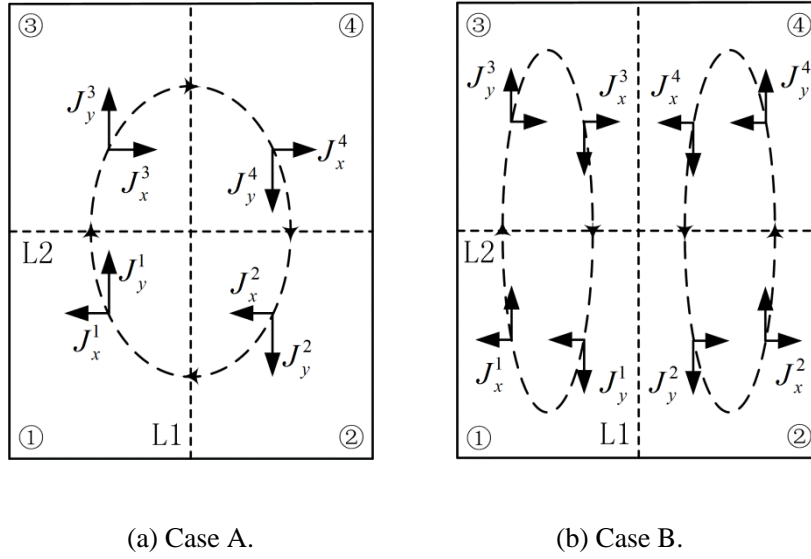 ③ ④ ③ ④
J_y^3 J_x^3 J_y^4 J_x^4
J_y^3 J_x^3 J_x^4 J_y^4
L2 L2
J_x^1 J_y^1 J_x^2 J_y^2
J_x^1 J_y^1 J_y^2 J_x^2
① L1 ② ① L1 ②
(a) Case A. (b) Case B.